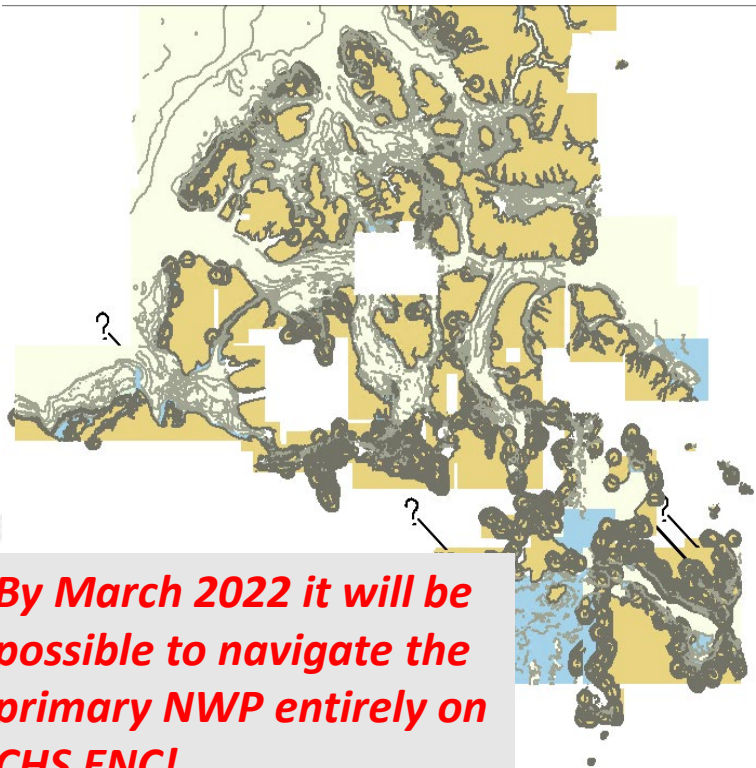 ?
?
?
By March 2022 it will be
possible to navigate the
primary NWP entirely on
CHS ENC!